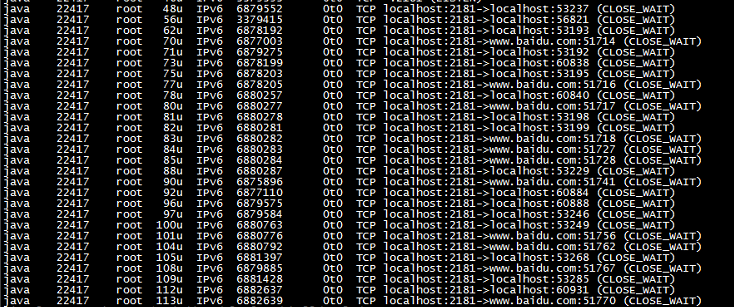 java 22417 root 48u IPv6 6879552 0t0 TCP localhost:2181->localhost:53237 (CLOSE_WAIT)
java 22417 root 56u IPv6 3379415 0t0 TCP localhost:2181->localhost:56821 (CLOSE_WAIT)
java 22417 root 62u IPv6 6878192 0t0 TCP localhost:2181->localhost:53193 (CLOSE_WAIT)
java 22417 root 70u IPv6 6877003 0t0 TCP localhost:2181->www.baidu.com:51714 (CLOSE_WAIT)
java 22417 root 71u IPv6 6879275 0t0 TCP localhost:2181->localhost:53192 (CLOSE_WAIT)
java 22417 root 73u IPv6 6878199 0t0 TCP localhost:2181->localhost:60838 (CLOSE_WAIT)
java 22417 root 75u IPv6 6878203 0t0 TCP localhost:2181->localhost:53195 (CLOSE_WAIT)
java 22417 root 77u IPv6 6878205 0t0 TCP localhost:2181->www.baidu.com:51716 (CLOSE_WAIT)
java 22417 root 78u IPv6 6880257 0t0 TCP localhost:2181->localhost:60840 (CLOSE_WAIT)
java 22417 root 80u IPv6 6880277 0t0 TCP localhost:2181->www.baidu.com:51717 (CLOSE_WAIT)
java 22417 root 81u IPv6 6880278 0t0 TCP localhost:2181->localhost:53198 (CLOSE_WAIT)
java 22417 root 82u IPv6 6880281 0t0 TCP localhost:2181->localhost:53199 (CLOSE_WAIT)
java 22417 root 83u IPv6 6880282 0t0 TCP localhost:2181->www.baidu.com:51718 (CLOSE_WAIT)
java 22417 root 84u IPv6 6880283 0t0 TCP localhost:2181->www.baidu.com:51727 (CLOSE_WAIT)
java 22417 root 85u IPv6 6880284 0t0 TCP localhost:2181->www.baidu.com:51728 (CLOSE_WAIT)
java 22417 root 88u IPv6 6880287 0t0 TCP localhost:2181->localhost:53229 (CLOSE_WAIT)
java 22417 root 90u IPv6 6875896 0t0 TCP localhost:2181->www.baidu.com:51741 (CLOSE_WAIT)
java 22417 root 92u IPv6 6877110 0t0 TCP localhost:2181->localhost:60884 (CLOSE_WAIT)
java 22417 root 96u IPv6 6879575 0t0 TCP localhost:2181->localhost:60888 (CLOSE_WAIT)
java 22417 root 97u IPv6 6879584 0t0 TCP localhost:2181->localhost:53246 (CLOSE_WAIT)
java 22417 root 100u IPv6 6880763 0t0 TCP localhost:2181->localhost:53249 (CLOSE_WAIT)
java 22417 root 101u IPv6 6880776 0t0 TCP localhost:2181->www.baidu.com:51756 (CLOSE_WAIT)
java 22417 root 104u IPv6 6880792 0t0 TCP localhost:2181->www.baidu.com:51762 (CLOSE_WAIT)
java 22417 root 105u IPv6 6881397 0t0 TCP localhost:2181->localhost:53268 (CLOSE_WAIT)
java 22417 root 108u IPv6 6879885 0t0 TCP localhost:2181->www.baidu.com:51767 (CLOSE_WAIT)
java 22417 root 109u IPv6 6881428 0t0 TCP localhost:2181->localhost:53285 (CLOSE_WAIT)
java 22417 root 112u IPv6 6882637 0t0 TCP localhost:2181->localhost:60931 (CLOSE_WAIT)
java 22417 root 113u IPv6 6882639 0t0 TCP localhost:2181->www.baidu.com:51770 (CLOSE_WAIT)